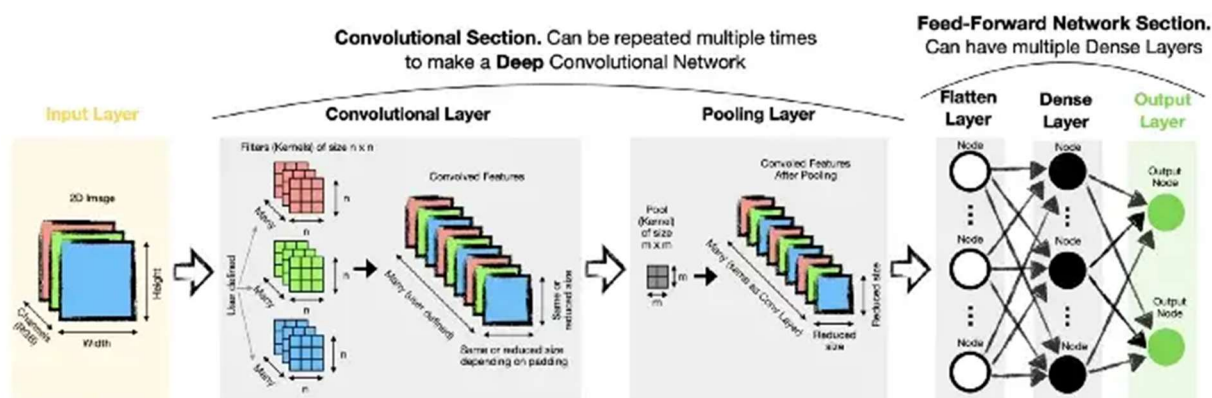 Convolutional Section. Can be repeated multiple times
to make a Deep Convolutional Network
Feed-Forward Network Section.
Can have multiple Dense Layers
Input Layer
2D Image
Height
Width
Channels
(RGB)
Convolutional Layer
Filters (Kernels) of size n x n
User defined
Many
n
n
Many
n
n
Many
n
n
Convolved Features
Many (user defined)
Same or
reduced size
Same or reduced size
depending on padding
Pooling Layer
Pool
(Kernel)
of size
m x m
m
m
Convoled Features
After Pooling
Many (same as Conv Layer)
Reduced size
Reduced
size
Flatten
Layer
Node
Node
Node
Dense
Layer
Node
Node
Node
Output
Layer
Output
Node
Output
Node